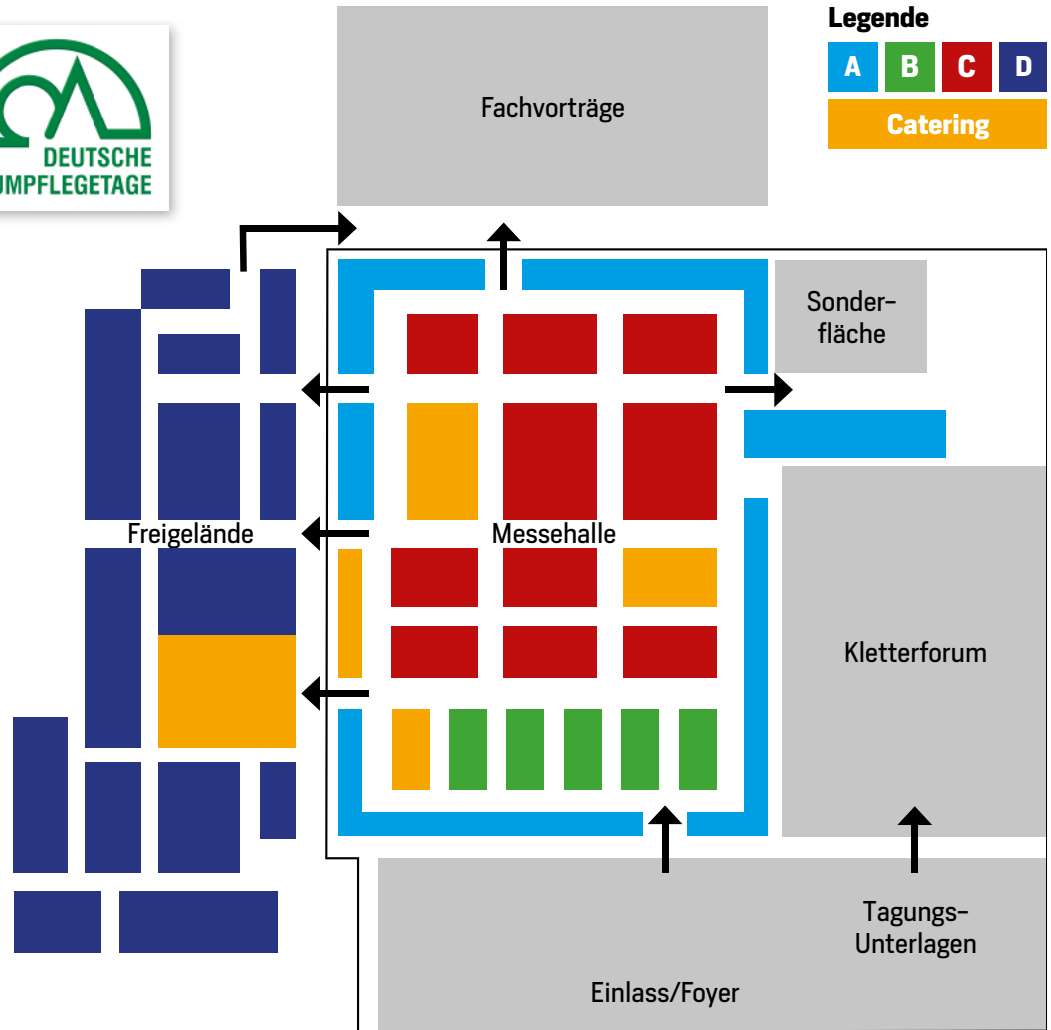 DEUTSCHE
UMPFLEGETAGE
Legende
A B C D
Catering
Fachvorträge
Sonder-
fläche
Freigelände
Messehalle
Kletterforum
Tagungs-
Unterlagen
Einlass/Foyer